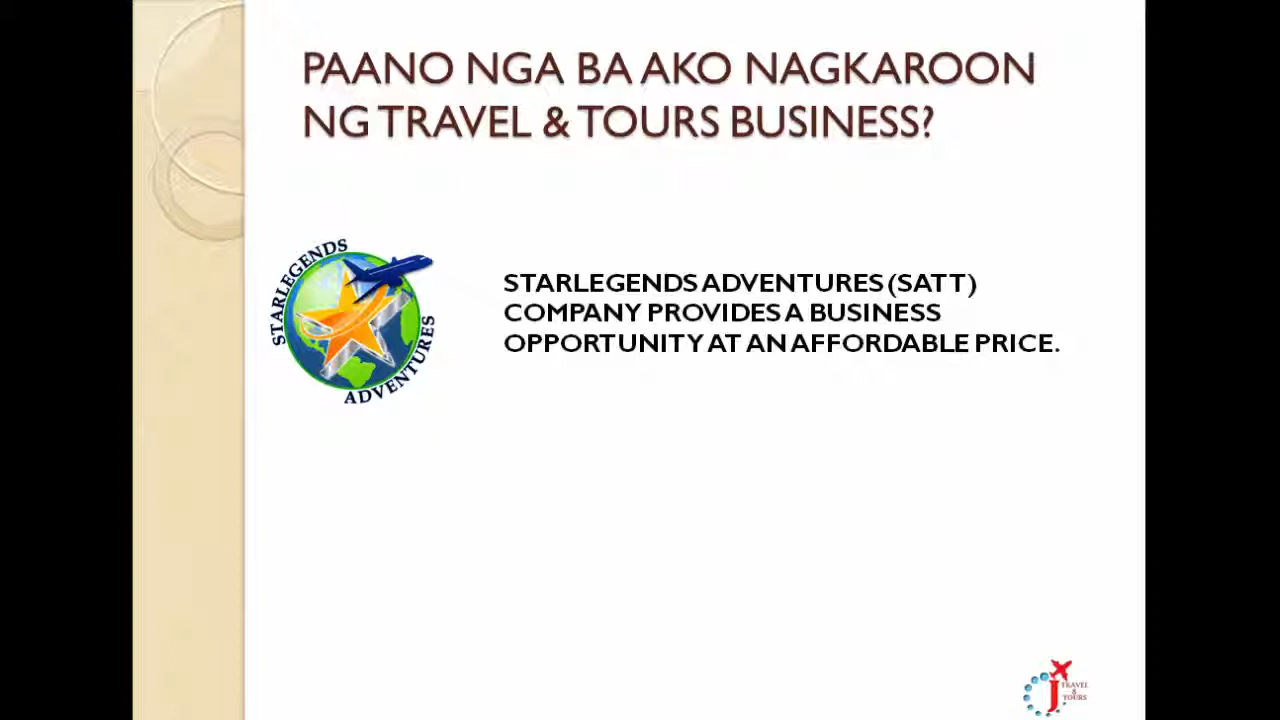 PAANO NGA BA AKO NAGKAROON
NG TRAVEL & TOURS BUSINESS?
STARLEGENDS
ADVENTURES
STARLEGENDS ADVENTURES (SATT)
COMPANY PROVIDES A BUSINESS
OPPORTUNITY AT AN AFFORDABLE PRICE.
J TRAVEL
&
TOURS